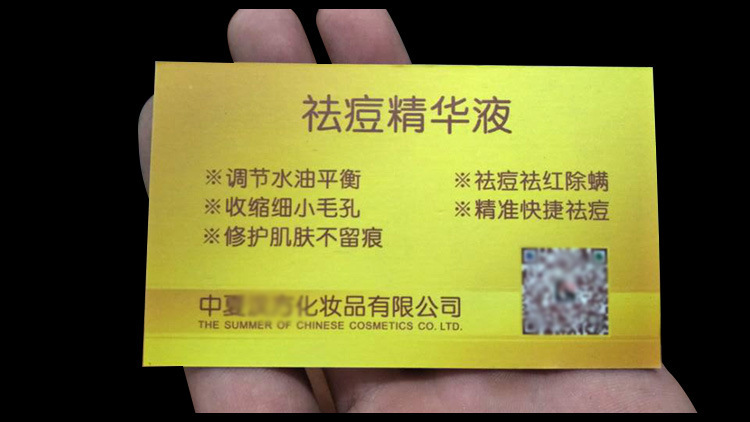 祛痘精华液
※调节水油平衡
※收缩细小毛孔
※修护肌肤不留痕
※祛痘祛红除螨
※精准快捷祛痘
中夏 化妆品有限公司
THE SUMMER OF CHINESE COSMETICS CO. LTD.